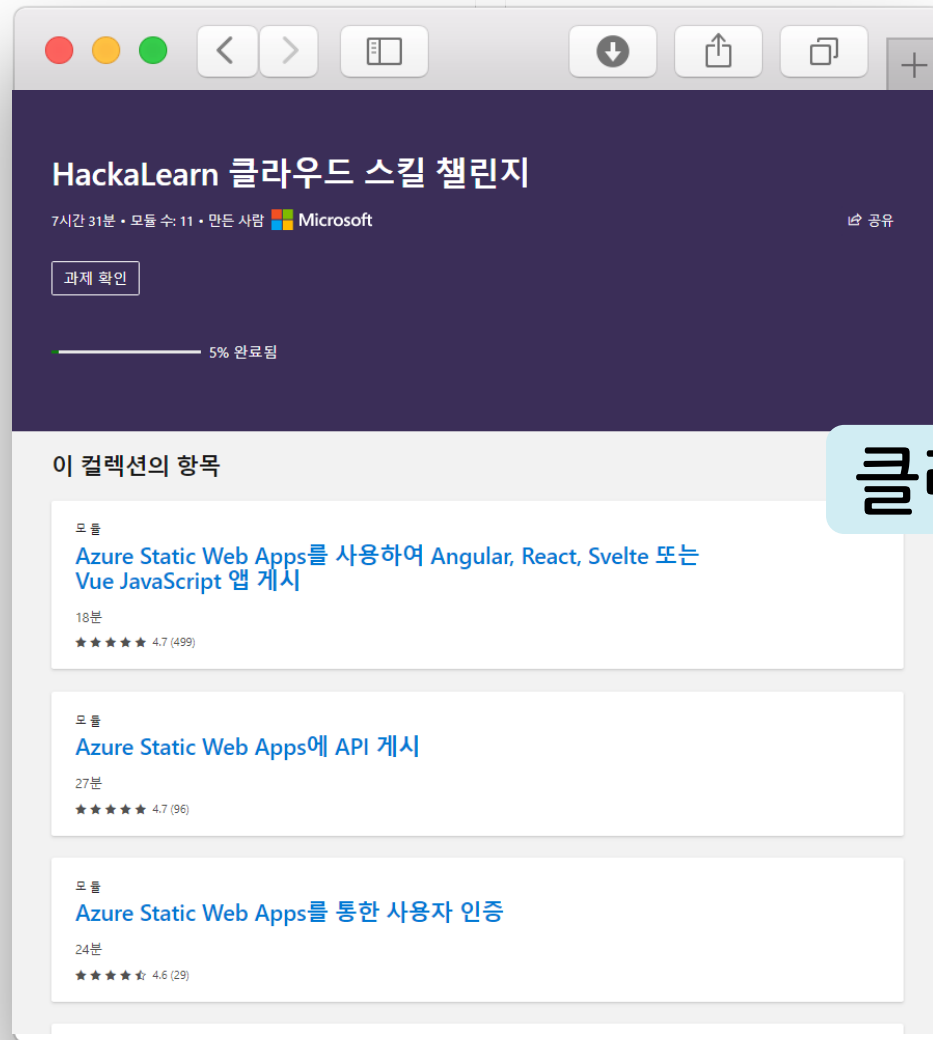 HackaLearn 클라우드 스킬 챌린지
7시간 31분 • 모듈 수: 11 • 만든 사람 Microsoft
공유
과제 확인
5% 완료됨
이 컬렉션의 항목
클
모듈
Azure Static Web Apps를 사용하여 Angular, React, Svelte 또는
Vue JavaScript 앱 게시
18분
4.7 (499)
모듈
Azure Static Web Apps에 API 게시
27분
4.7 (96)
모듈
Azure Static Web Apps를 통한 사용자 인증
24분
4.6 (29)